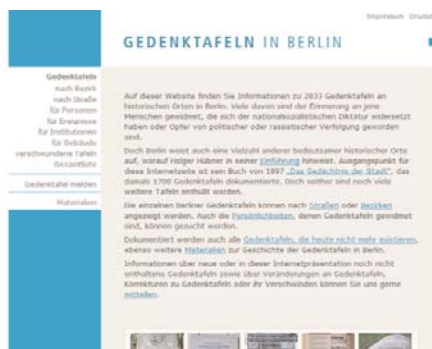 Impressum
GEDENKTAFELN IN BERLIN
Gedenktafeln
nach Bezirk
nach Straße
für Personen
für Ereignisse
für Institutionen
für Gebäude
verschwundene Tafeln
Gesamtliste
Gedenktafel melden
Materialien
Auf dieser Website finden Sie Informationen zu 2833 Gedenktafeln an
historischen Orten in Berlin. Viele davon sind der Erinnerung an jene
Menschen gewidmet, die sich der nationalsozialistischen Diktatur widersetzt
haben oder Opfer von politischer oder rassistischer Verfolgung geworden
sind.
Doch Berlin weist auch eine Vielzahl anderer bedeutsamer historischer Orte
auf, worauf Holger Hübner in seiner Einführung hinweist. Ausgangspunkt für
diese Internetseite ist sein Buch von 1997 „Das Gedächtnis der Stadt“, das
damals 1700 Gedenktafeln dokumentierte. Doch seither sind noch viele
weitere Tafeln enthüllt worden.
Die einzelnen Berliner Gedenktafeln können nach Straßen oder Bezirken
angezeigt warden. Auch die Persönlichkeiten, denen Gedenktafeln gewidmet
sind, können gesucht worden.
Dokumentiert werden auch alle Gedenktafeln, die heute nicht mehr existieren,
ebenso weitere Materialien zur Geschichte der Gedenktafeln in Berlin.
Informationen über neue oder in dieser Internetpräsentation noch nicht
enthaltene Gedenktafeln sowie über Veränderungen an Gedenktafeln,
Korrekturen zu Gedenktafeln oder ihr Verschwinden können Sie uns gerne
mitteilen.